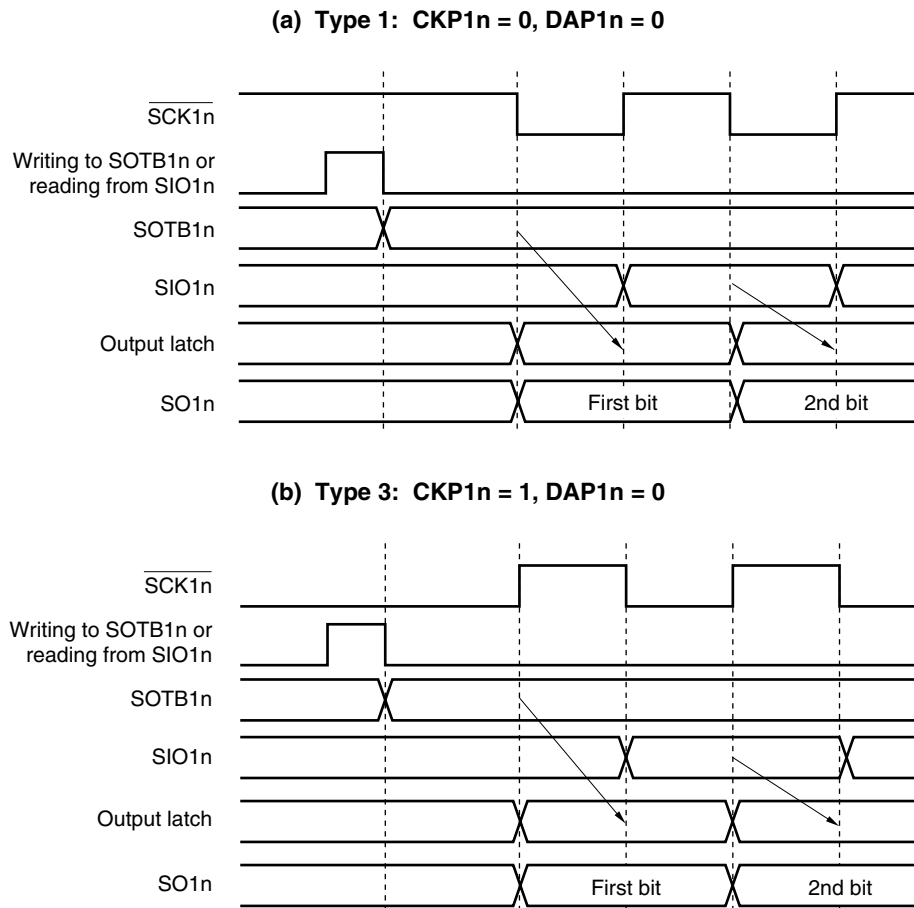 (a) Type 1: CKP1n = 0, DAP1n = 0
SCK1n
Writing to SOTB1n or
reading from SIO1n
SOTB1n
SIO1n
Output latch
SO1n
First bit
2nd bit
(b) Type 3: CKP1n = 1, DAP1n = 0
SCK1n
Writing to SOTB1n or
reading from SIO1n
SOTB1n
SIO1n
Output latch
SO1n
First bit
2nd bit